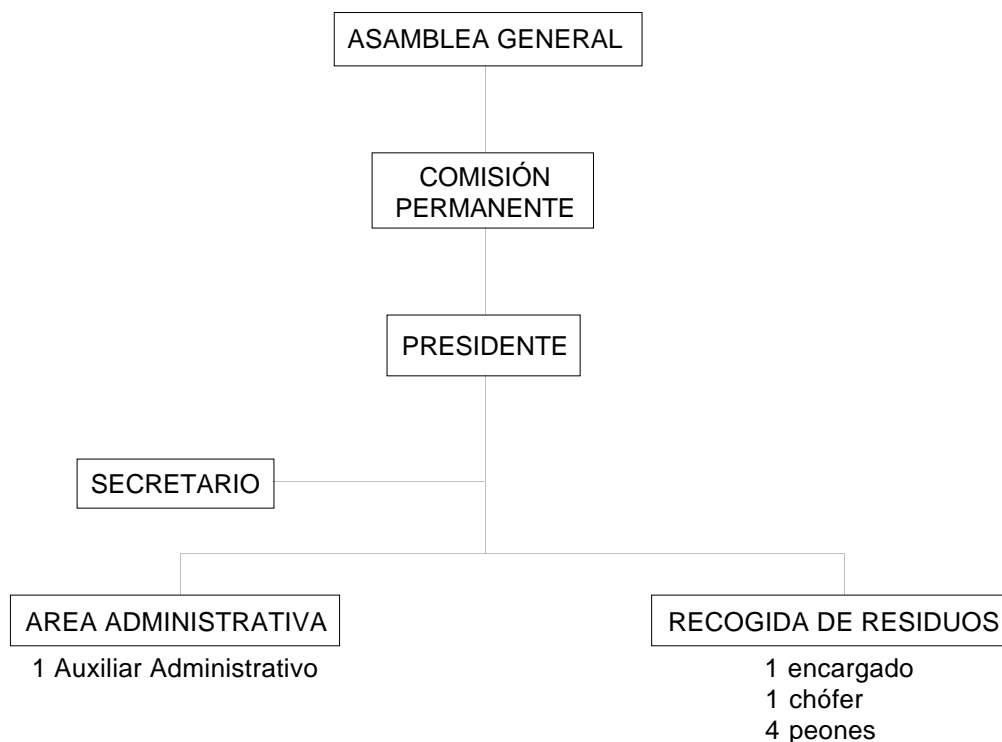 ASAMBLEA GENERAL
COMISIÓN
PERMANENTE
PRESIDENTE
SECRETARIO
AREA ADMINISTRATIVA
1 Auxiliar Administrativo
RECOGIDA DE RESIDUOS
1 encargado
1 chófer
4 peones